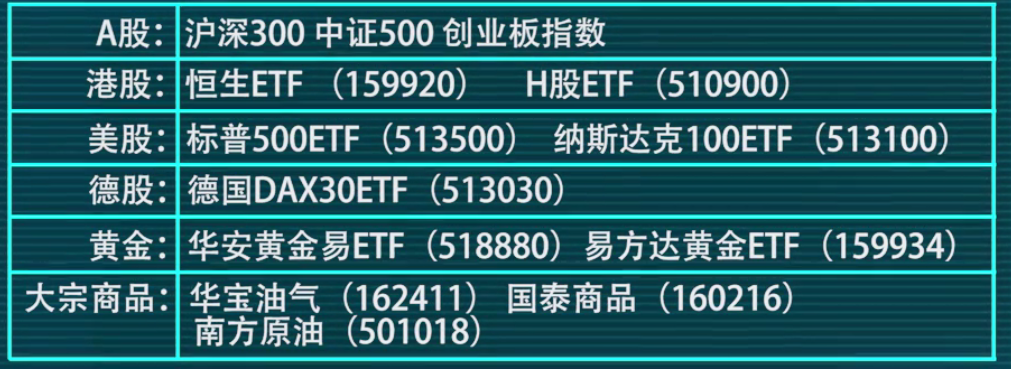 A股： 沪深300 中证500 创业板指数
港股： 恒生ETF （159920） H股ETF（510900）
美股： 标普500ETF（513500） 纳斯达克100ETF（513100）
德股： 德国DAX30ETF（513030）
黄金： 华安黄金易ETF（518880）易方达黄金ETF（159934）
大宗商品： 华宝油气（162411） 国泰商品（160216）
南方原油（501018）